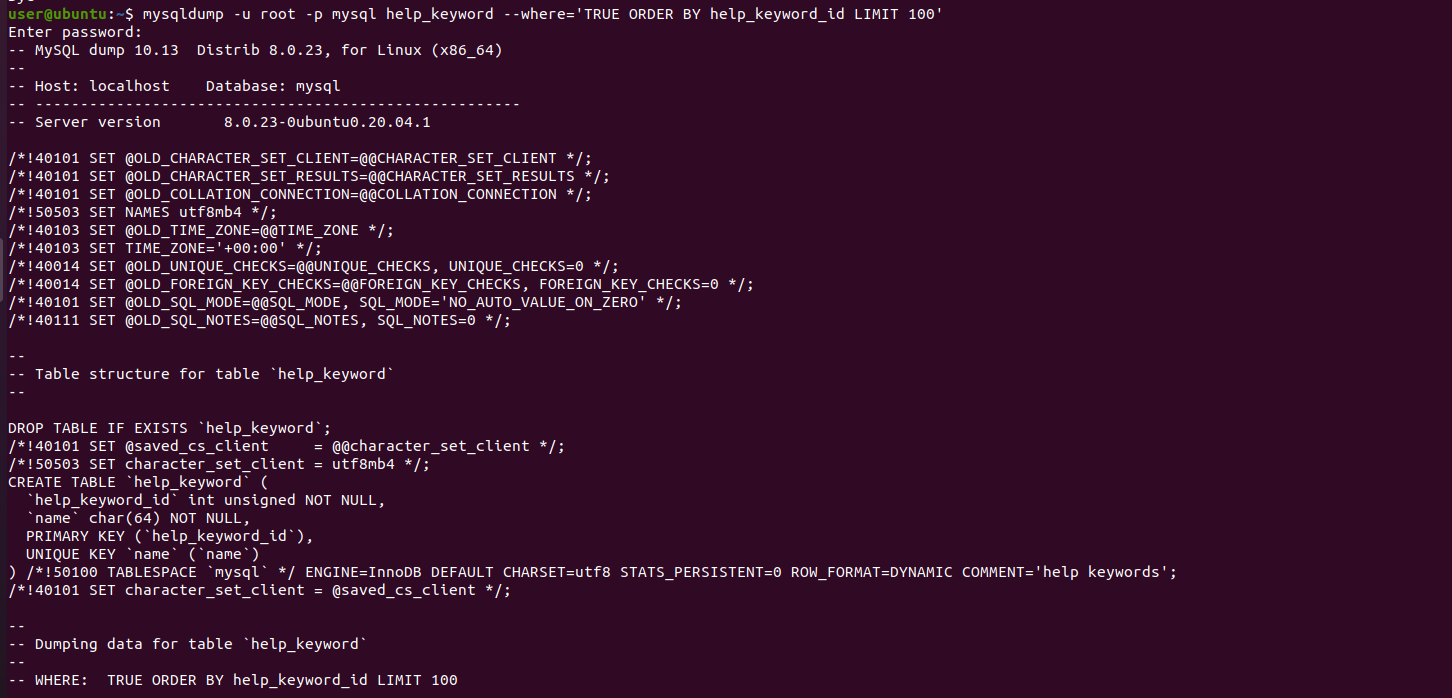 user@ubuntu:~$ mysqldump -u root -p mysql help_keyword --where='TRUE ORDER BY help_keyword_id LIMIT 100'
Enter password:
-- MySQL dump 10.13  Distrib 8.0.23, for Linux (x86_64)
--
-- Host: localhost    Database: mysql
-- ------------------------------------------------------
-- Server version       8.0.23-0ubuntu0.20.04.1

/*!40101 SET @OLD_CHARACTER_SET_CLIENT=@@CHARACTER_SET_CLIENT */;
/*!40101 SET @OLD_CHARACTER_SET_RESULTS=@@CHARACTER_SET_RESULTS */;
/*!40101 SET @OLD_COLLATION_CONNECTION=@@COLLATION_CONNECTION */;
/*!50503 SET NAMES utf8mb4 */;
/*!40103 SET @OLD_TIME_ZONE=@@TIME_ZONE */;
/*!40103 SET TIME_ZONE='+00:00' */;
/*!40014 SET @OLD_UNIQUE_CHECKS=@@UNIQUE_CHECKS, UNIQUE_CHECKS=0 */;
/*!40014 SET @OLD_FOREIGN_KEY_CHECKS=@@FOREIGN_KEY_CHECKS, FOREIGN_KEY_CHECKS=0 */;
/*!40101 SET @OLD_SQL_MODE=@@SQL_MODE, SQL_MODE='NO_AUTO_VALUE_ON_ZERO' */;
/*!40111 SET @OLD_SQL_NOTES=@@SQL_NOTES, SQL_NOTES=0 */;

--
-- Table structure for table `help_keyword`
--

DROP TABLE IF EXISTS `help_keyword`;
/*!40101 SET @saved_cs_client     = @@character_set_client */;
/*!50503 SET character_set_client = utf8mb4 */;
CREATE TABLE `help_keyword` (
  `help_keyword_id` int unsigned NOT NULL,
  `name` char(64) NOT NULL,
  PRIMARY KEY (`help_keyword_id`),
  UNIQUE KEY `name` (`name`)
) /*!50100 TABLESPACE `mysql` */ ENGINE=InnoDB DEFAULT CHARSET=utf8 STATS_PERSISTENT=0 ROW_FORMAT=DYNAMIC COMMENT='help keywords';
/*!40101 SET character_set_client = @saved_cs_client */;

--
-- Dumping data for table `help_keyword`
--
-- WHERE:  TRUE ORDER BY help_keyword_id LIMIT 100